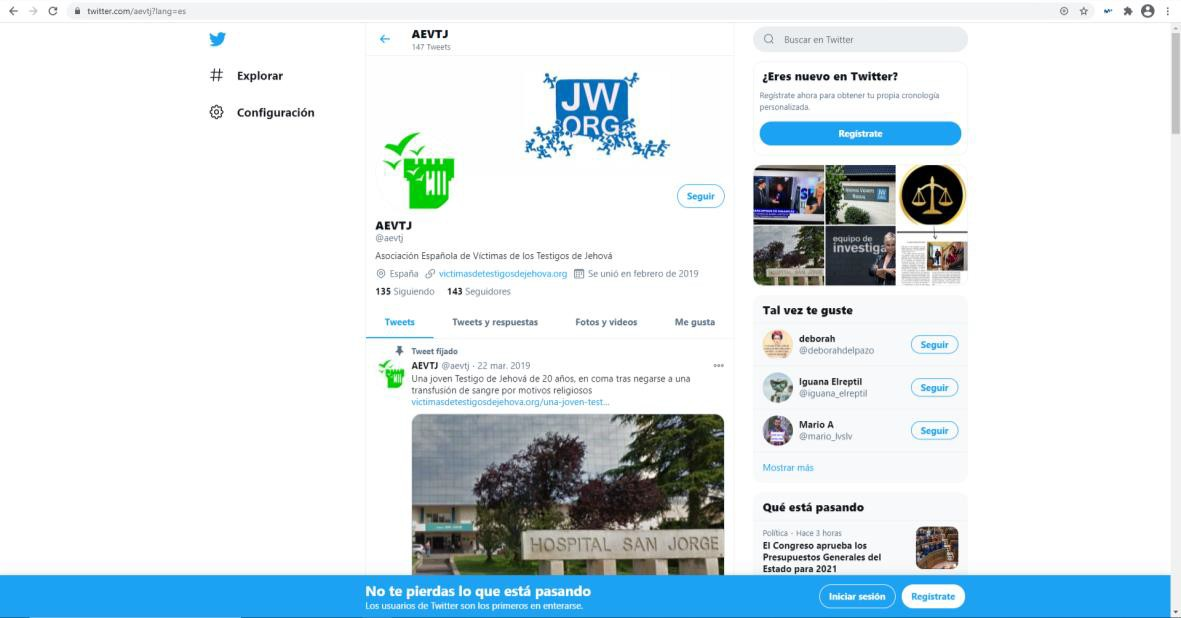 twitter.com/aevtj?lang=es
Explorar
Configuración
AEVTJ
147 Tweets
JW
.ORG
Seguir
AEVTJ
@aevtj
Asociación Española de Víctimas de los Testigos de Jehová
España victimasdetestigosdejehova.org Se unió en febrero de 2019
135 Siguiendo 143 Seguidores
Tweets Tweets y respuestas Fotos y videos Me gusta
Tweet fijado
AEVTJ @aevtj · 22 mar. 2019
Una joven Testigo de Jehová de 20 años, en coma tras negarse a una
transfusión de sangre por motivos religiosos
victimasdetestigosdejehova.org/una-joven-test...
HOSPITAL SAN JORGE
Buscar en Twitter
¿Eres nuevo en Twitter?
Regístrate ahora para obtener tu propia cronología
personalizada.
Regístrate
HOSPITAL SAN JORGE
equipo de
investiga
Tal vez te guste
deborah
@deborahdelpazo
Seguir
Iguana Elreptil
@iguana_elreptil
Seguir
Mario A
@mario_lvslv
Seguir
Mostrar más
Qué está pasando
Política · Hace 3 horas
El Congreso aprueba los
Presupuestos Generales del
Estado para 2021
No te pierdas lo que está pasando
Los usuarios de Twitter son los primeros en enterarse.
Iniciar sesión
Regístrate